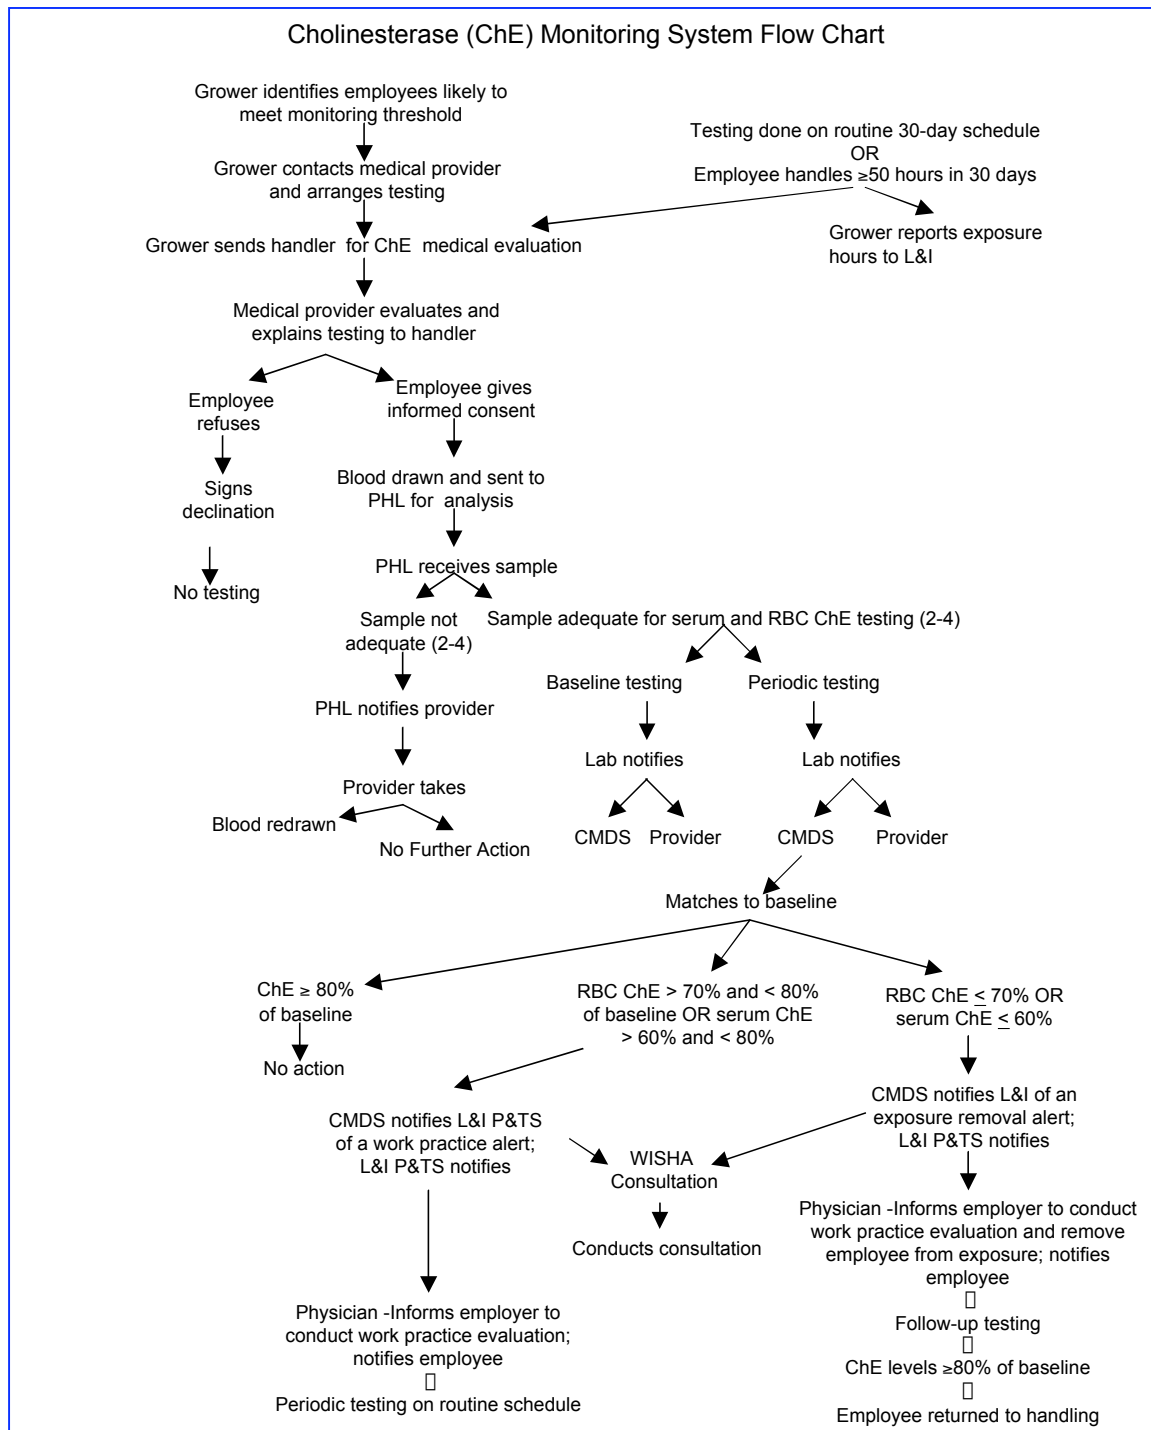 Cholinesterase (ChE) Monitoring System Flow Chart
Grower identifies employees likely to
meet monitoring threshold
Testing done on routine 30-day schedule
OR
Employee handles ≥50 hours in 30 days
Grower contacts medical provider
and arranges testing
Grower sends handler for ChE medical evaluation
Grower reports exposure
hours to L&I
Medical provider evaluates and
explains testing to handler
Employee
refuses
Employee gives
informed consent
Signs
declination
Blood drawn and sent to
PHL for analysis
No testing
PHL receives sample
Sample not
adequate (2-4)
Sample adequate for serum and RBC ChE testing (2-4)
PHL notifies provider
Baseline testing
Periodic testing
Provider takes
Lab notifies
Lab notifies
Blood redrawn
No Further Action
CMDS
Provider
CMDS
Provider
Matches to baseline
ChE ≥ 80%
of baseline
No action
RBC ChE > 70% and < 80%
of baseline OR serum ChE
> 60% and < 80%
RBC ChE ≤ 70% OR
serum ChE ≤ 60%
CMDS notifies L&I P&TS
of a work practice alert;
L&I P&TS notifies
WISHA
Consultation
Conducts consultation
CMDS notifies L&I of an
exposure removal alert;
L&I P&TS notifies
Physician -Informs employer to
conduct work practice evaluation;
notifies employee
Periodic testing on routine schedule
Physician -Informs employer to conduct
work practice evaluation and remove
employee from exposure; notifies
employee
Follow-up testing
ChE levels ≥80% of baseline
Employee returned to handling